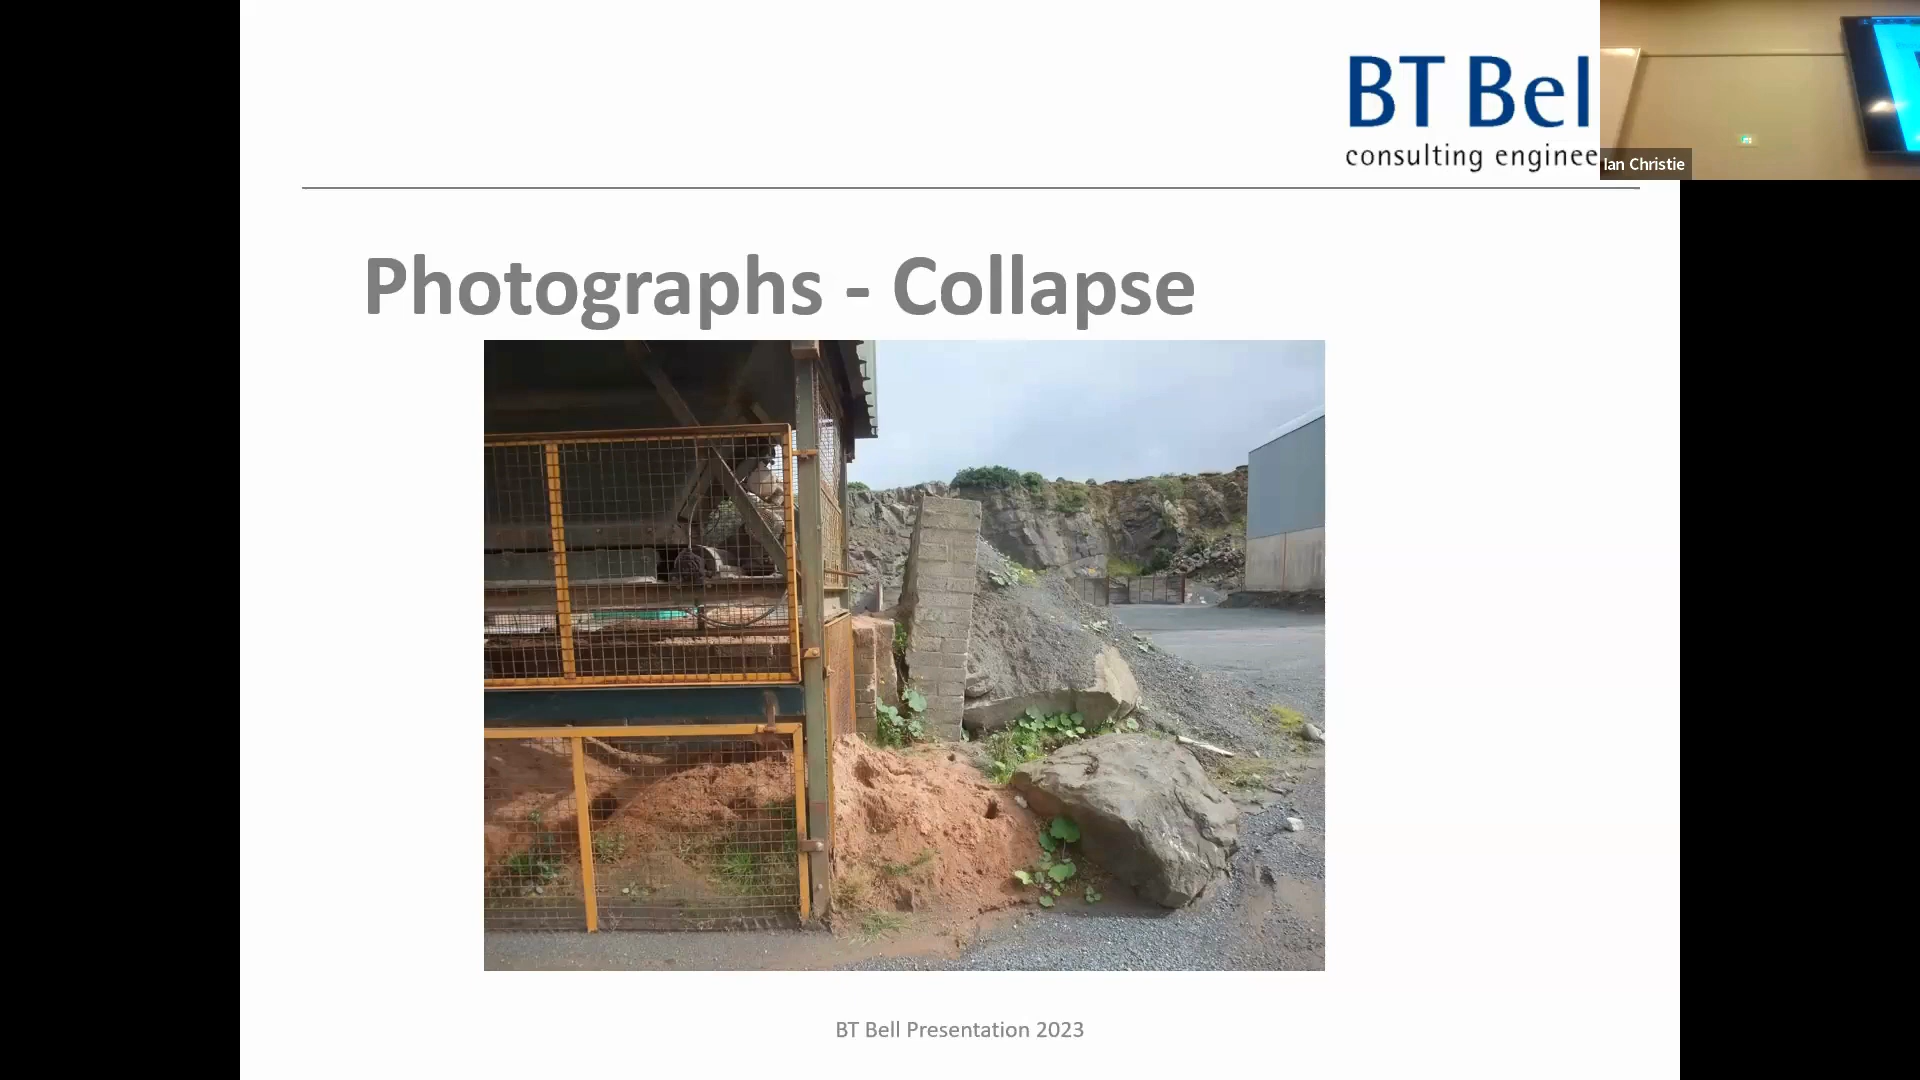 BT Bel
consulting enginee
Ian Christie
Photographs - Collapse
BT Bell Presentation 2023